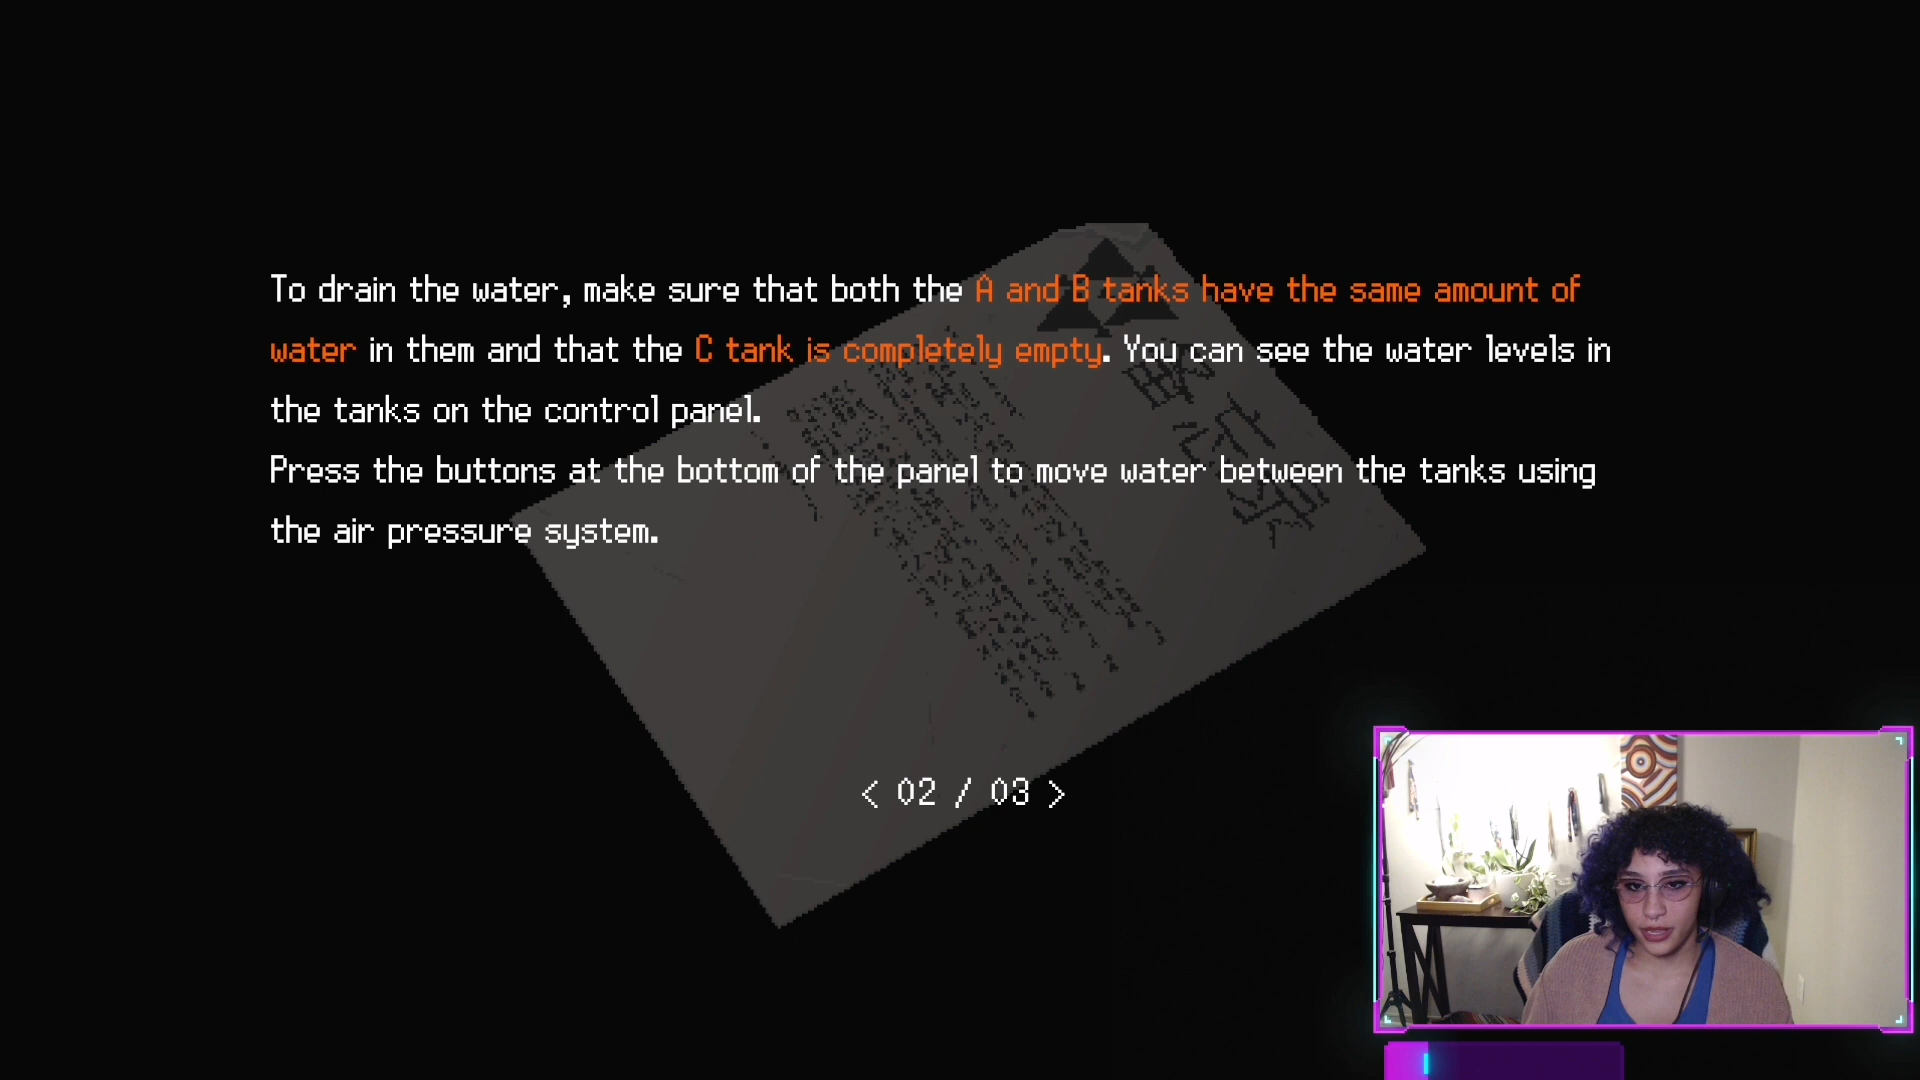 To drain the water, make sure that both the A and B tanks have the same amount of
water in them and that the C tank is completely empty. You can see the water levels in
the tanks on the control panel.
Press the buttons at the bottom of the panel to move water between the tanks using
the air pressure system.
< 02 / 03 >